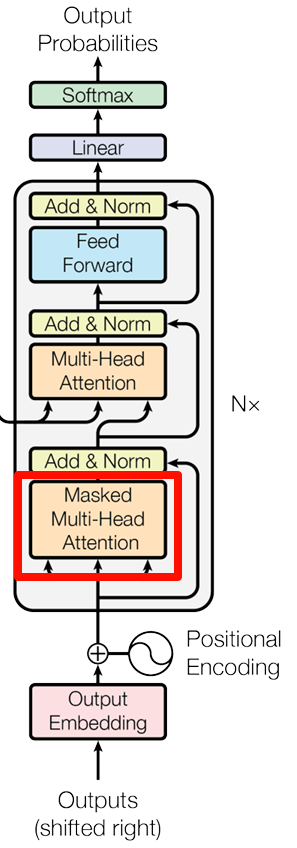 Output
Probabilities
Softmax
Linear
Add & Norm
Feed
Forward
Add & Norm
Multi-Head
Attention
N×
Add & Norm
Masked
Multi-Head
Attention
Positional
Encoding
Output
Embedding
Outputs
(shifted right)